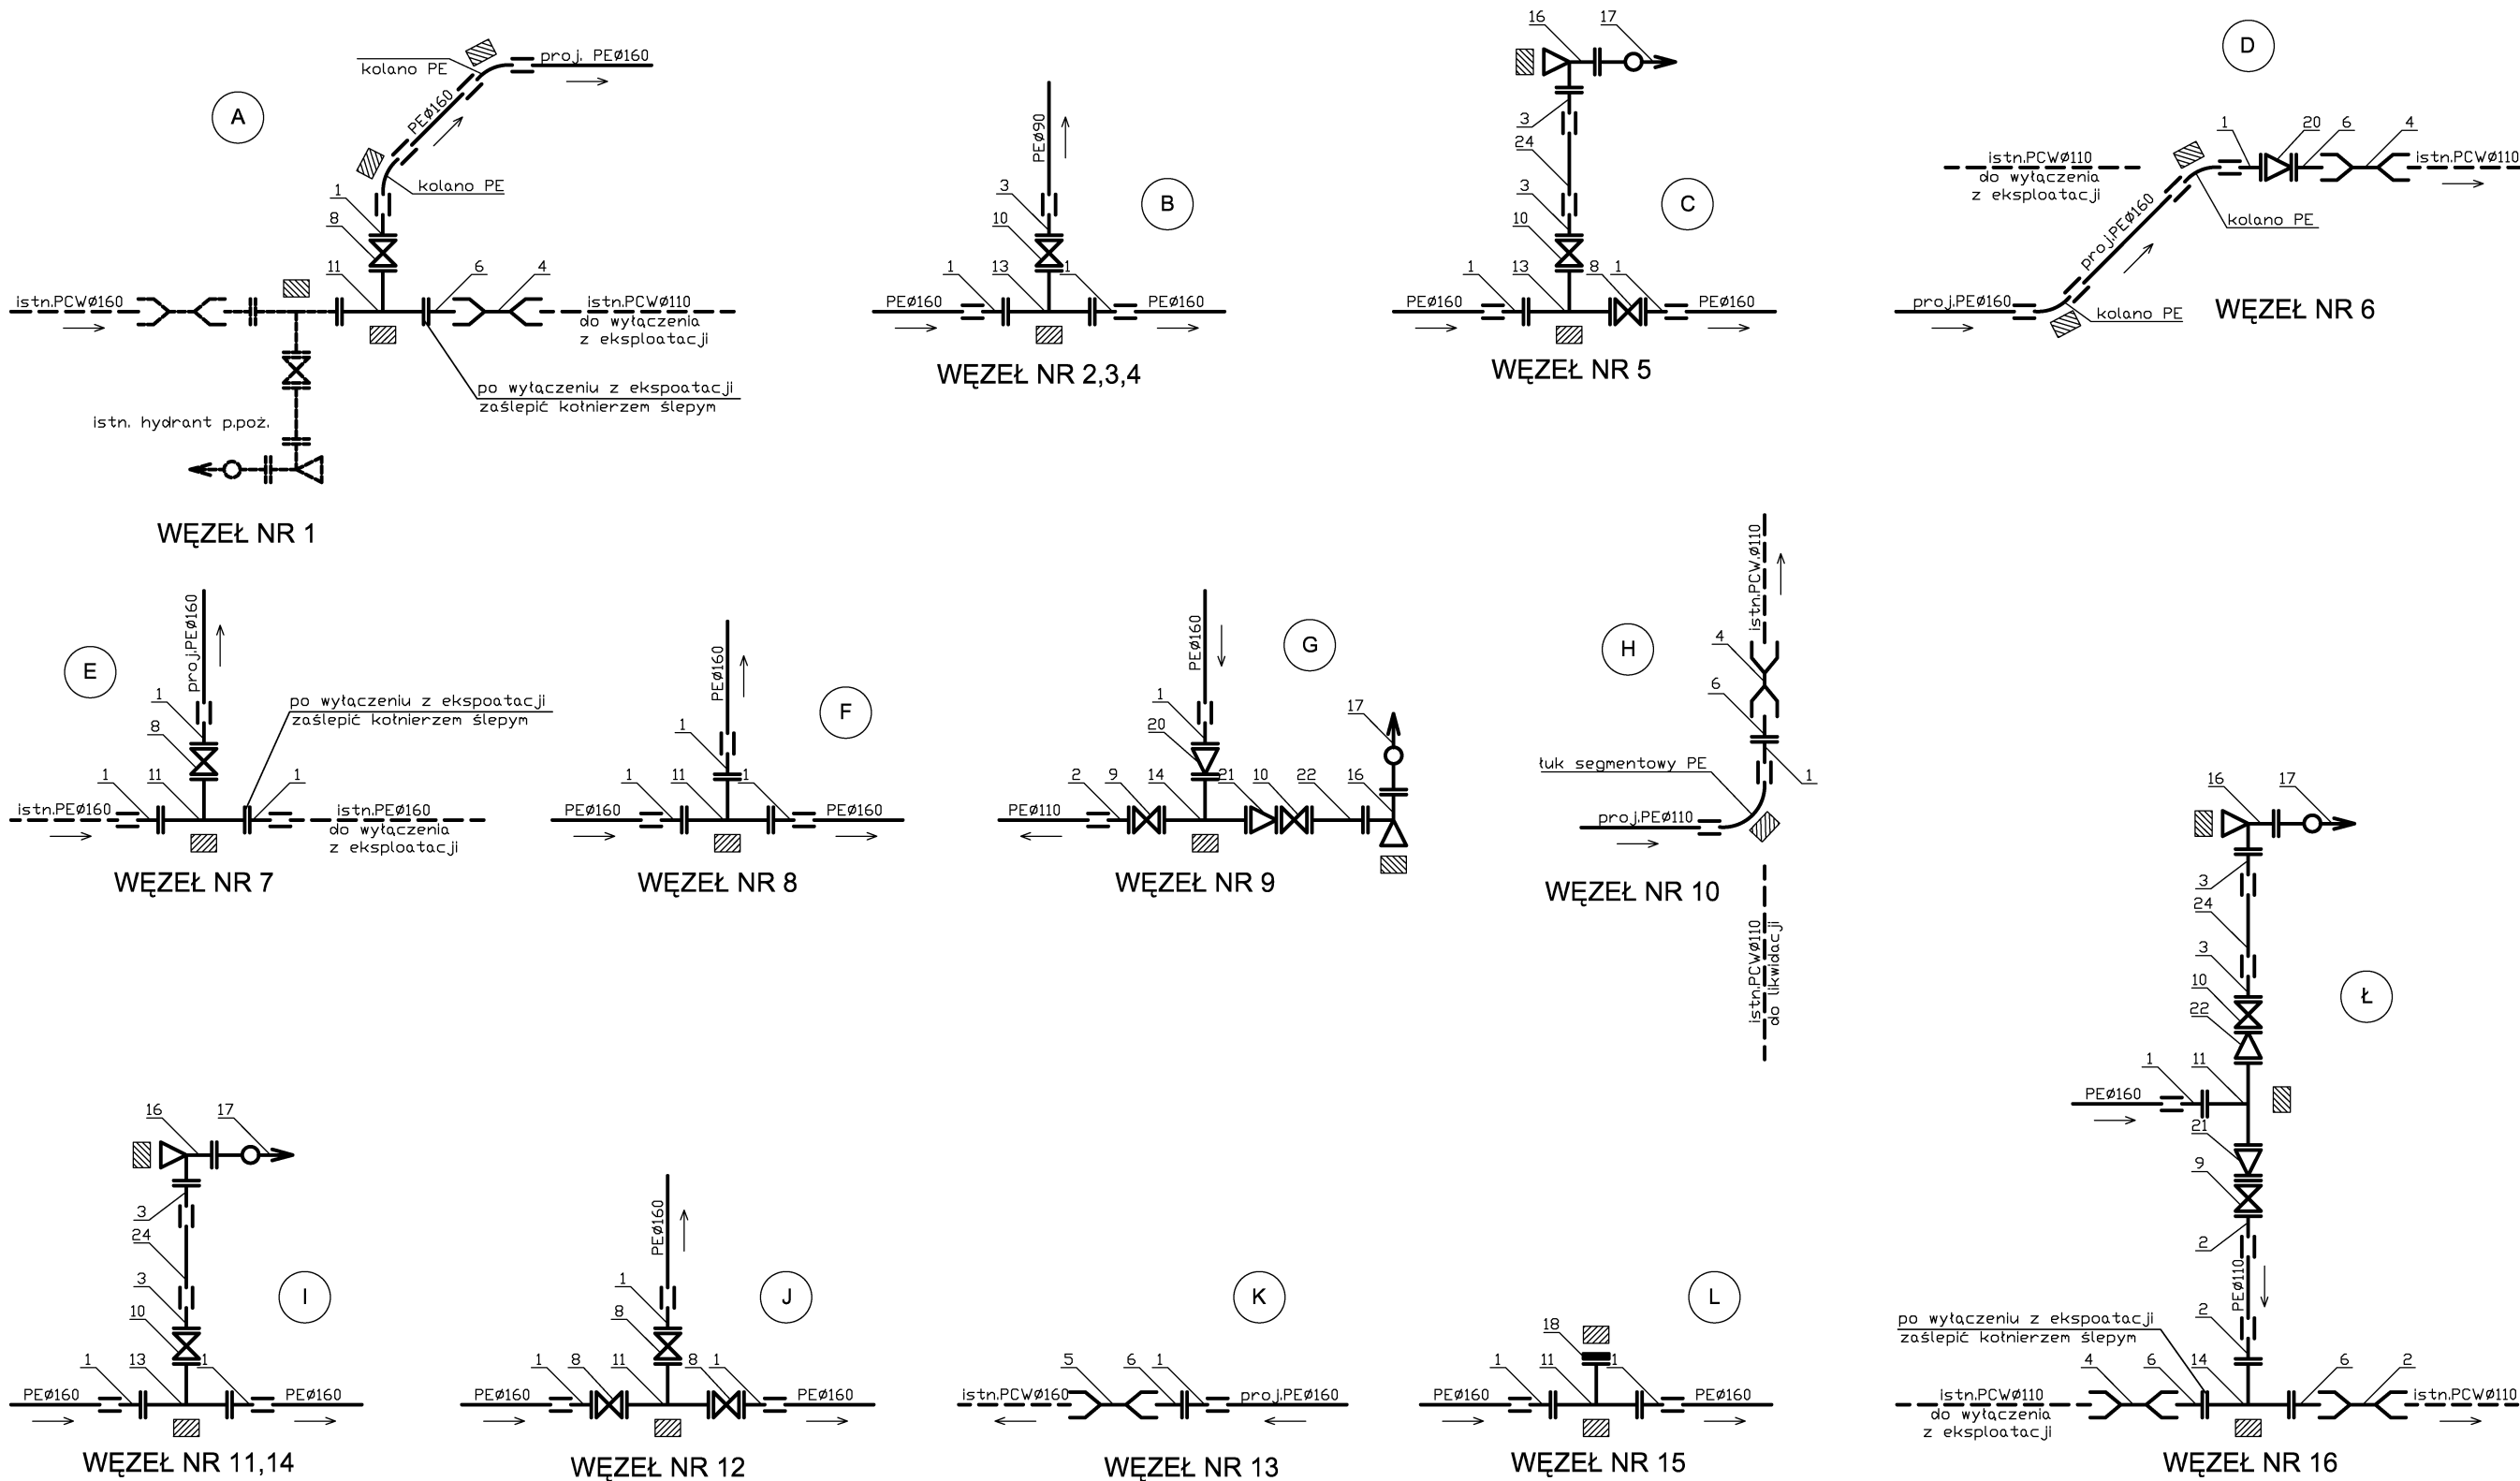 A
kolano PE
proj. PEØ160
PEØ160
kolano PE
1
8
11
6
4
istn.PCWØ160
istn.PCWØ110
do wyłączenia
z eksploatacji
po wyłączeniu z ekspoatacji
zaślepić kołnierzem ślepym
istn. hydrant p.poż.
WĘZEŁ NR 1
B
PEØ90
3
10
1
13
1
PEØ160
PEØ160
WĘZEŁ NR 2,3,4
C
16
17
3
24
3
10
1
13
8
1
PEØ160
PEØ160
WĘZEŁ NR 5
D
1
20
6
4
istn.PCWØ110
do wyłączenia
z eksploatacji
istn.PCWØ110
kolano PE
proj.PEØ160
proj.PEØ160
kolano PE
WĘZEŁ NR 6
E
proj.PEØ160
1
8
po wyłączeniu z ekspoatacji
zaślepić kołnierzem ślepym
1
11
1
istn.PEØ160
istn.PEØ160
do wyłączenia
z eksploatacji
WĘZEŁ NR 7
F
PEØ160
1
1
11
1
PEØ160
PEØ160
WĘZEŁ NR 8
G
PEØ160
1
20
17
2
9
14
21
10
22
16
PEØ110
WĘZEŁ NR 9
H
istn.PCW.Ø110
4
6
1
łuk segmentowy PE
proj.PEØ110
istn.PCWØ110
do likwidacji
WĘZEŁ NR 10
I
16
17
3
24
3
10
1
13
1
PEØ160
PEØ160
WĘZEŁ NR 11,14
J
PEØ160
1
8
1
8
11
8
1
PEØ160
PEØ160
WĘZEŁ NR 12
K
5
6
1
istn.PCWØ160
proj.PEØ160
WĘZEŁ NR 13
L
18
1
11
1
PEØ160
PEØ160
WĘZEŁ NR 15
Ł
16
17
3
24
3
10
22
1
11
PEØ160
21
9
2
PEØ110
2
po wyłączeniu z ekspoatacji
zaślepić kołnierzem ślepym
4
6
14
6
2
istn.PCWØ110
do wyłączenia
z eksploatacji
istn.PCWØ110
WĘZEŁ NR 16